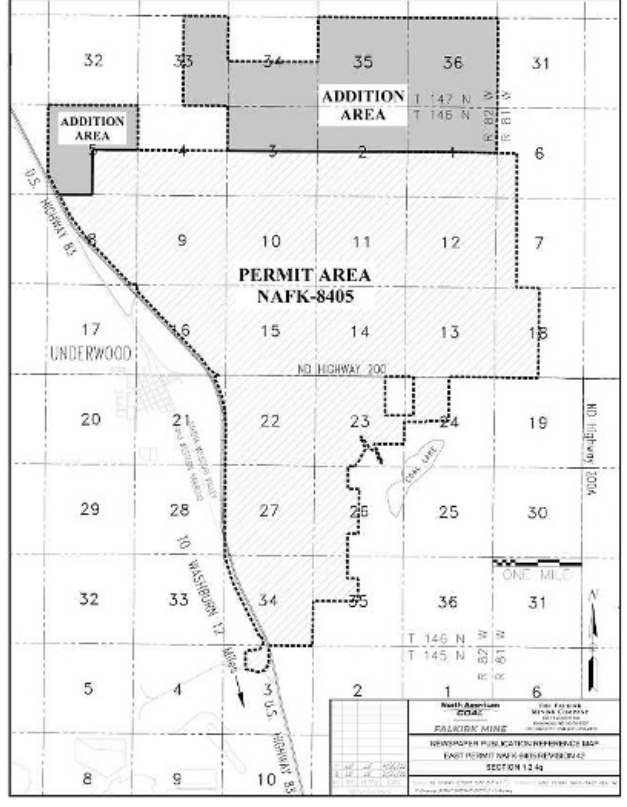 32
33
34
35
36
31
ADDITION
AREA
T 147 N
T 146 N
R 82 W
R 81 W
ADDITION
AREA
5
4
3
2
1
6
U.S. HIGHWAY 83
8
9
10
11
12
7
PERMIT AREA
NAFK-8405
17
16
15
14
13
18
UNDERWOOD
ND HIGHWAY 200
20
21
22
23
24
19
ND Highway 200A
COAL LAKE
29
28
27
26
25
30
TO WASHBURN 12 Miles
ONE MILE
32
33
34
35
36
31
N
T 146 N
T 145 N
R 82 W
R 81 W
5
4
3
2
1
6
U.S. HIGHWAY 83
8
9
10
North American
COAL
THE FALKIRK
MINING COMPANY
FALKIRK MINE
NEWSPAPER PUBLICATION REFERENCE MAP
EAST PERMIT NAFK-8405 REVISION 42
SECTION 1.2.4q